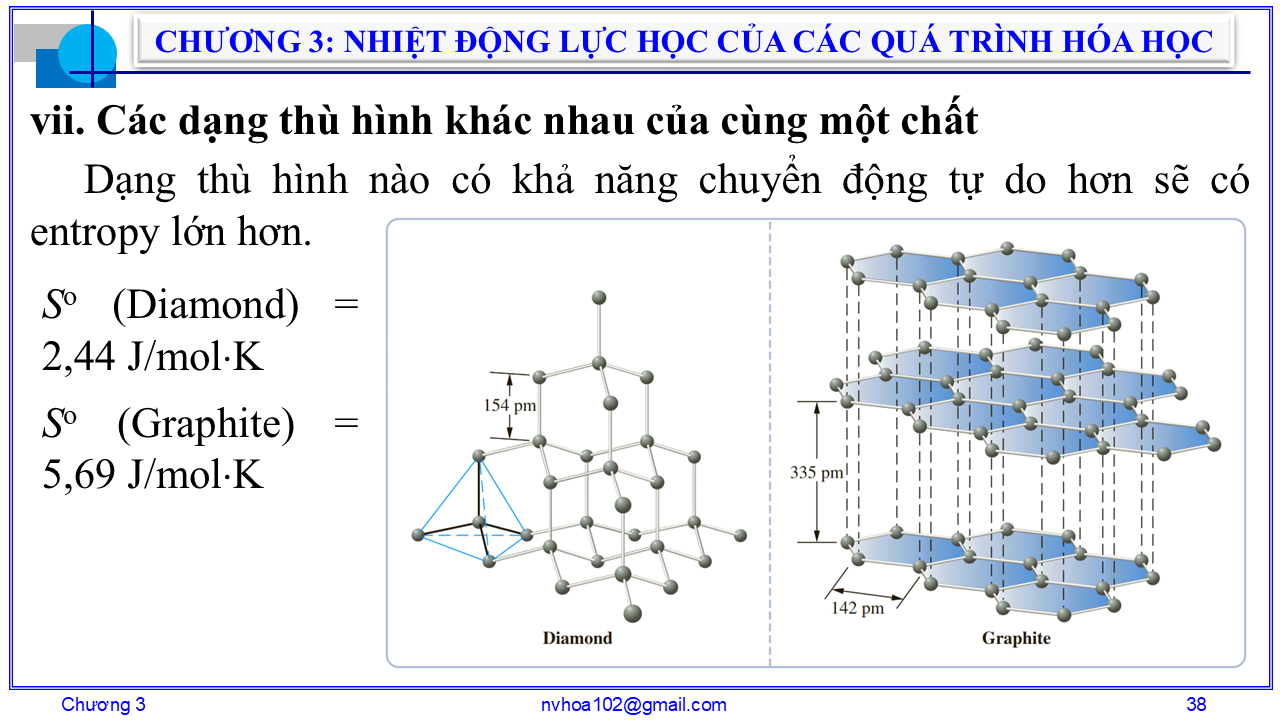 CHƯƠNG 3: NHIỆT ĐỘNG LỰC HỌC CỦA CÁC QUÁ TRÌNH HÓA HỌC
vii. Các dạng thù hình khác nhau của cùng một chất
Dạng thù hình nào có khả năng chuyển động tự do hơn sẽ có
entropy lớn hơn.
Sº (Diamond) =
2,44 J/mol·K
Sº (Graphite) =
5,69 J/mol·K
154 pm
Diamond
335 pm
142 pm
Graphite
Chương 3
nvhoa102@gmail.com
38